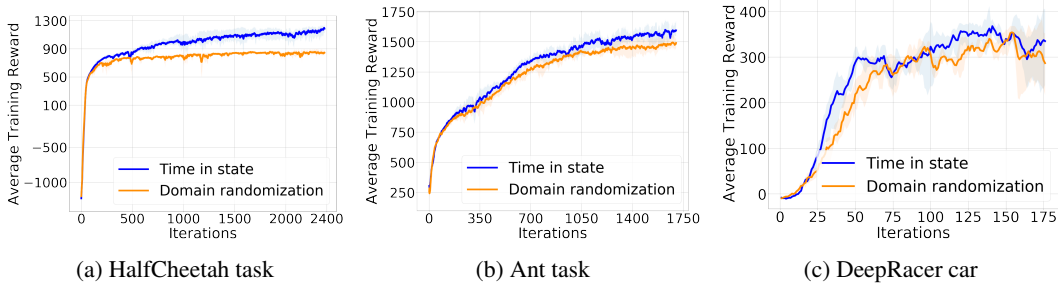 Average Training Reward
1300
900
500
100
−500
−1000
Time in state
Domain randomization
0
500
1000
1500
2000
2400
Iterations
(a) HalfCheetah task
Average Training Reward
1750
1500
1250
1000
750
500
250
Time in state
Domain randomization
0
350
700
1050
1400
1750
Iterations
(b) Ant task
Average Training Reward
400
300
200
100
0
Time in state
Domain randomization
0
25
50
75
100
125
150
175
Iterations
(c) DeepRacer car